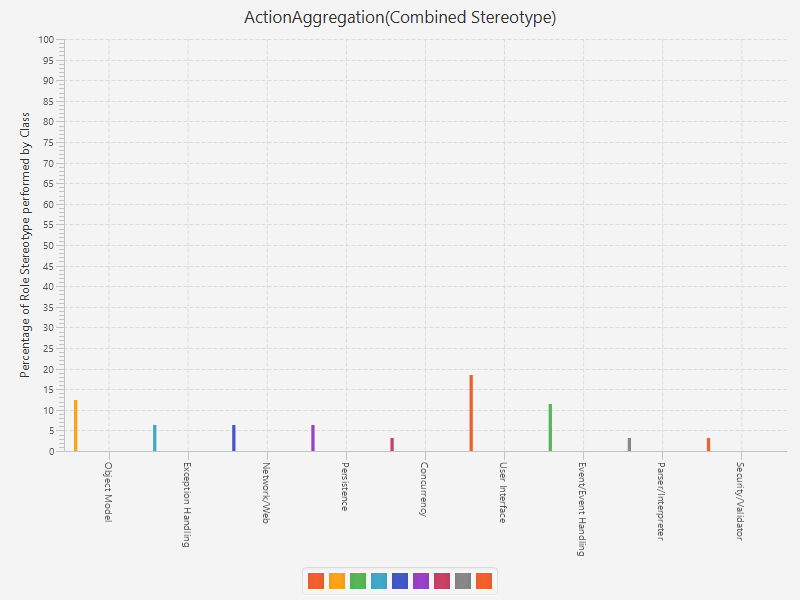 ActionAggregation(Combined Stereotype)
Percentage of Role Stereotype performed by Class
100
95
90
85
80
75
70
65
60
55
50
45
40
35
30
25
20
15
10
5
0
Object Model
Exception Handling
Network/Web
Persistence
Concurrency
User Interface
Event/Event Handling
Parser/Interpreter
Security/Validator